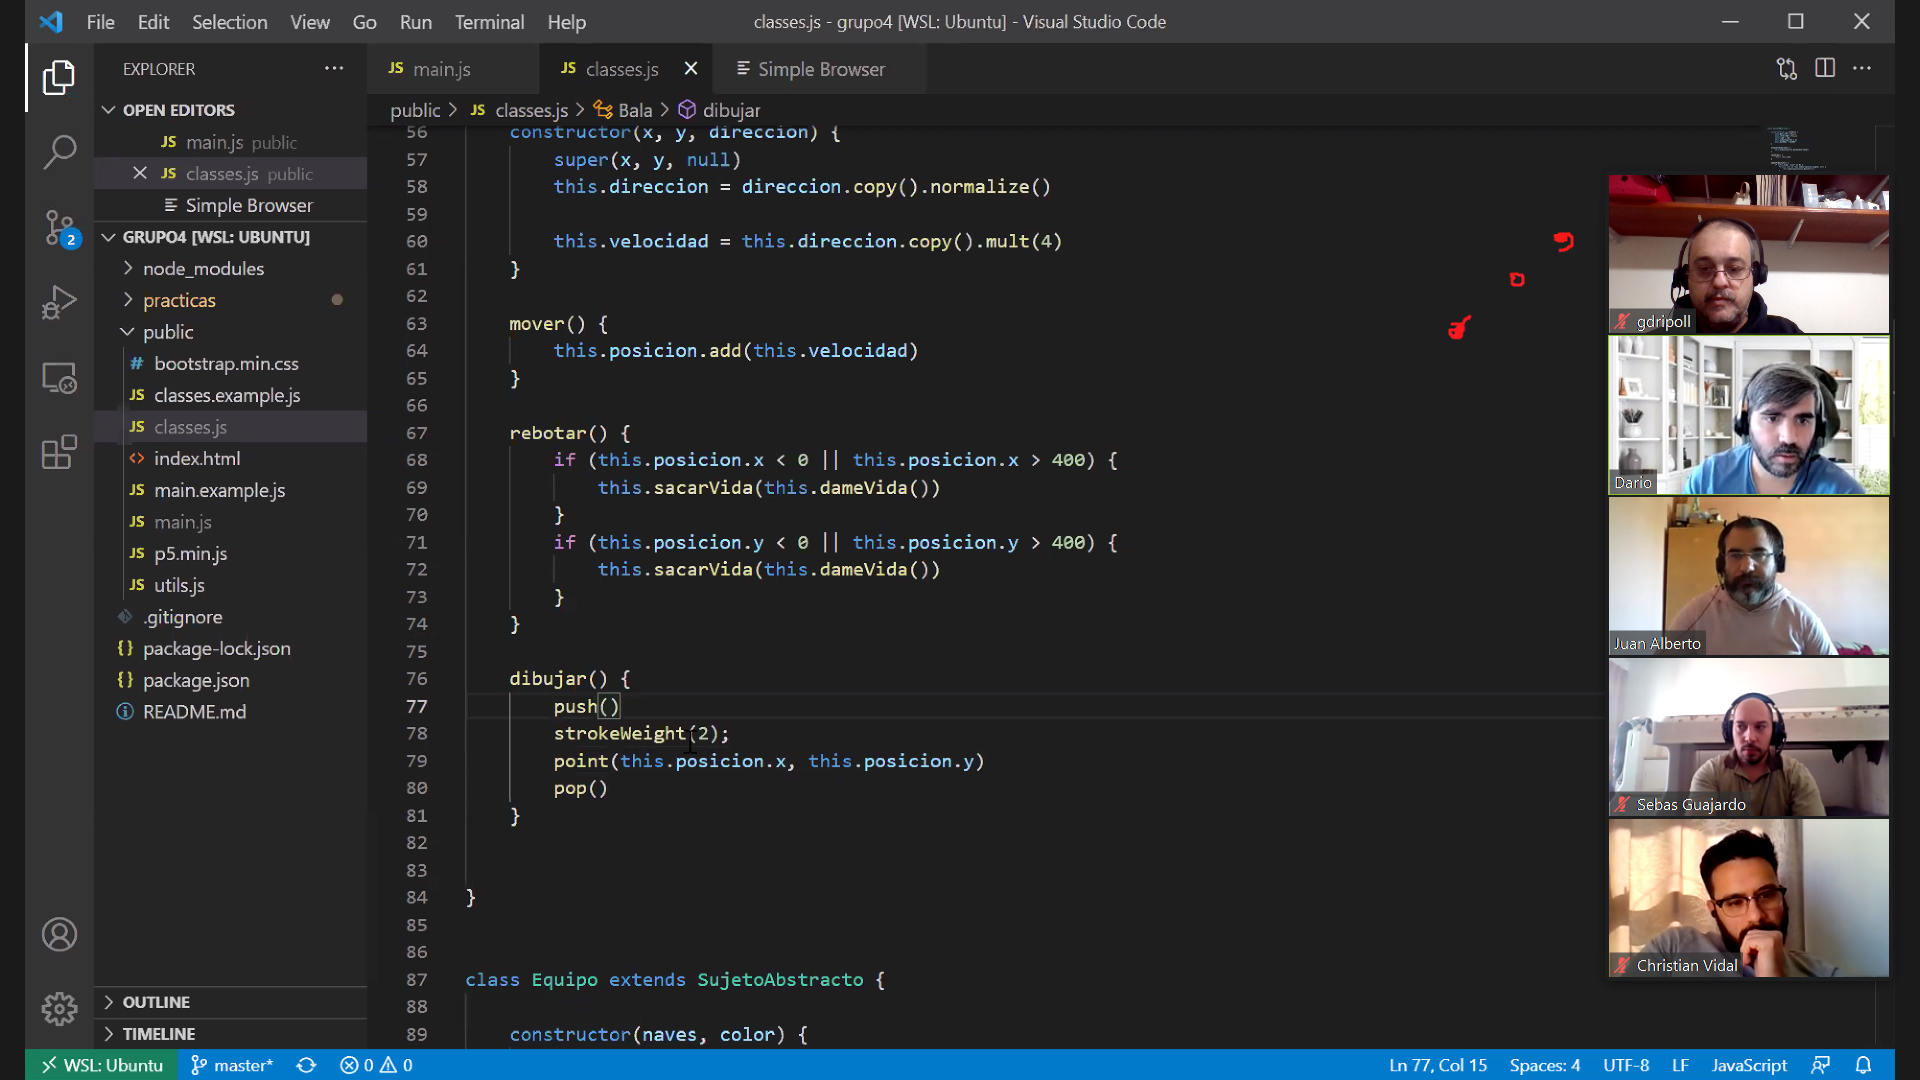 File Edit Selection View Go Run Terminal Help
classes.js - grupo4 [WSL: Ubuntu] - Visual Studio Code
EXPLORER
OPEN EDITORS
JS main.js public
JS classes.js public
Simple Browser
GRUPO4 [WSL: UBUNTU]
node_modules
practicas
public
# bootstrap.min.css
JS classes.example.js
JS classes.js
<> index.html
JS main.example.js
JS main.js
JS p5.min.js
JS utils.js
.gitignore
{} package-lock.json
{} package.json
README.md
OUTLINE
TIMELINE
JS main.js
JS classes.js
Simple Browser
public > JS classes.js > Bala > dibujar
56 constructor(x, y, direccion) {
57 super(x, y, null)
58 this.direccion = direccion.copy().normalize()
59
60 this.velocidad = this.direccion.copy().mult(4)
61 }
62
63 mover() {
64 this.posicion.add(this.velocidad)
65 }
66
67 rebotar() {
68 if (this.posicion.x < 0 || this.posicion.x > 400) {
69 this.sacarVida(this.dameVida())
70 }
71 if (this.posicion.y < 0 || this.posicion.y > 400) {
72 this.sacarVida(this.dameVida())
73 }
74 }
75
76 dibujar() {
77 push()
78 strokeWeight(2);
79 point(this.posicion.x, this.posicion.y)
80 pop()
81 }
82
83
84 }
85
86
87 class Equipo extends SujetoAbstracto {
88
89 constructor(naves, color) {
gdripoll
Dario
Juan Alberto
Sebas Guajardo
Christian Vidal
2
WSL: Ubuntu master* 0 0
Ln 77, Col 15 Spaces: 4 UTF-8 LF JavaScript